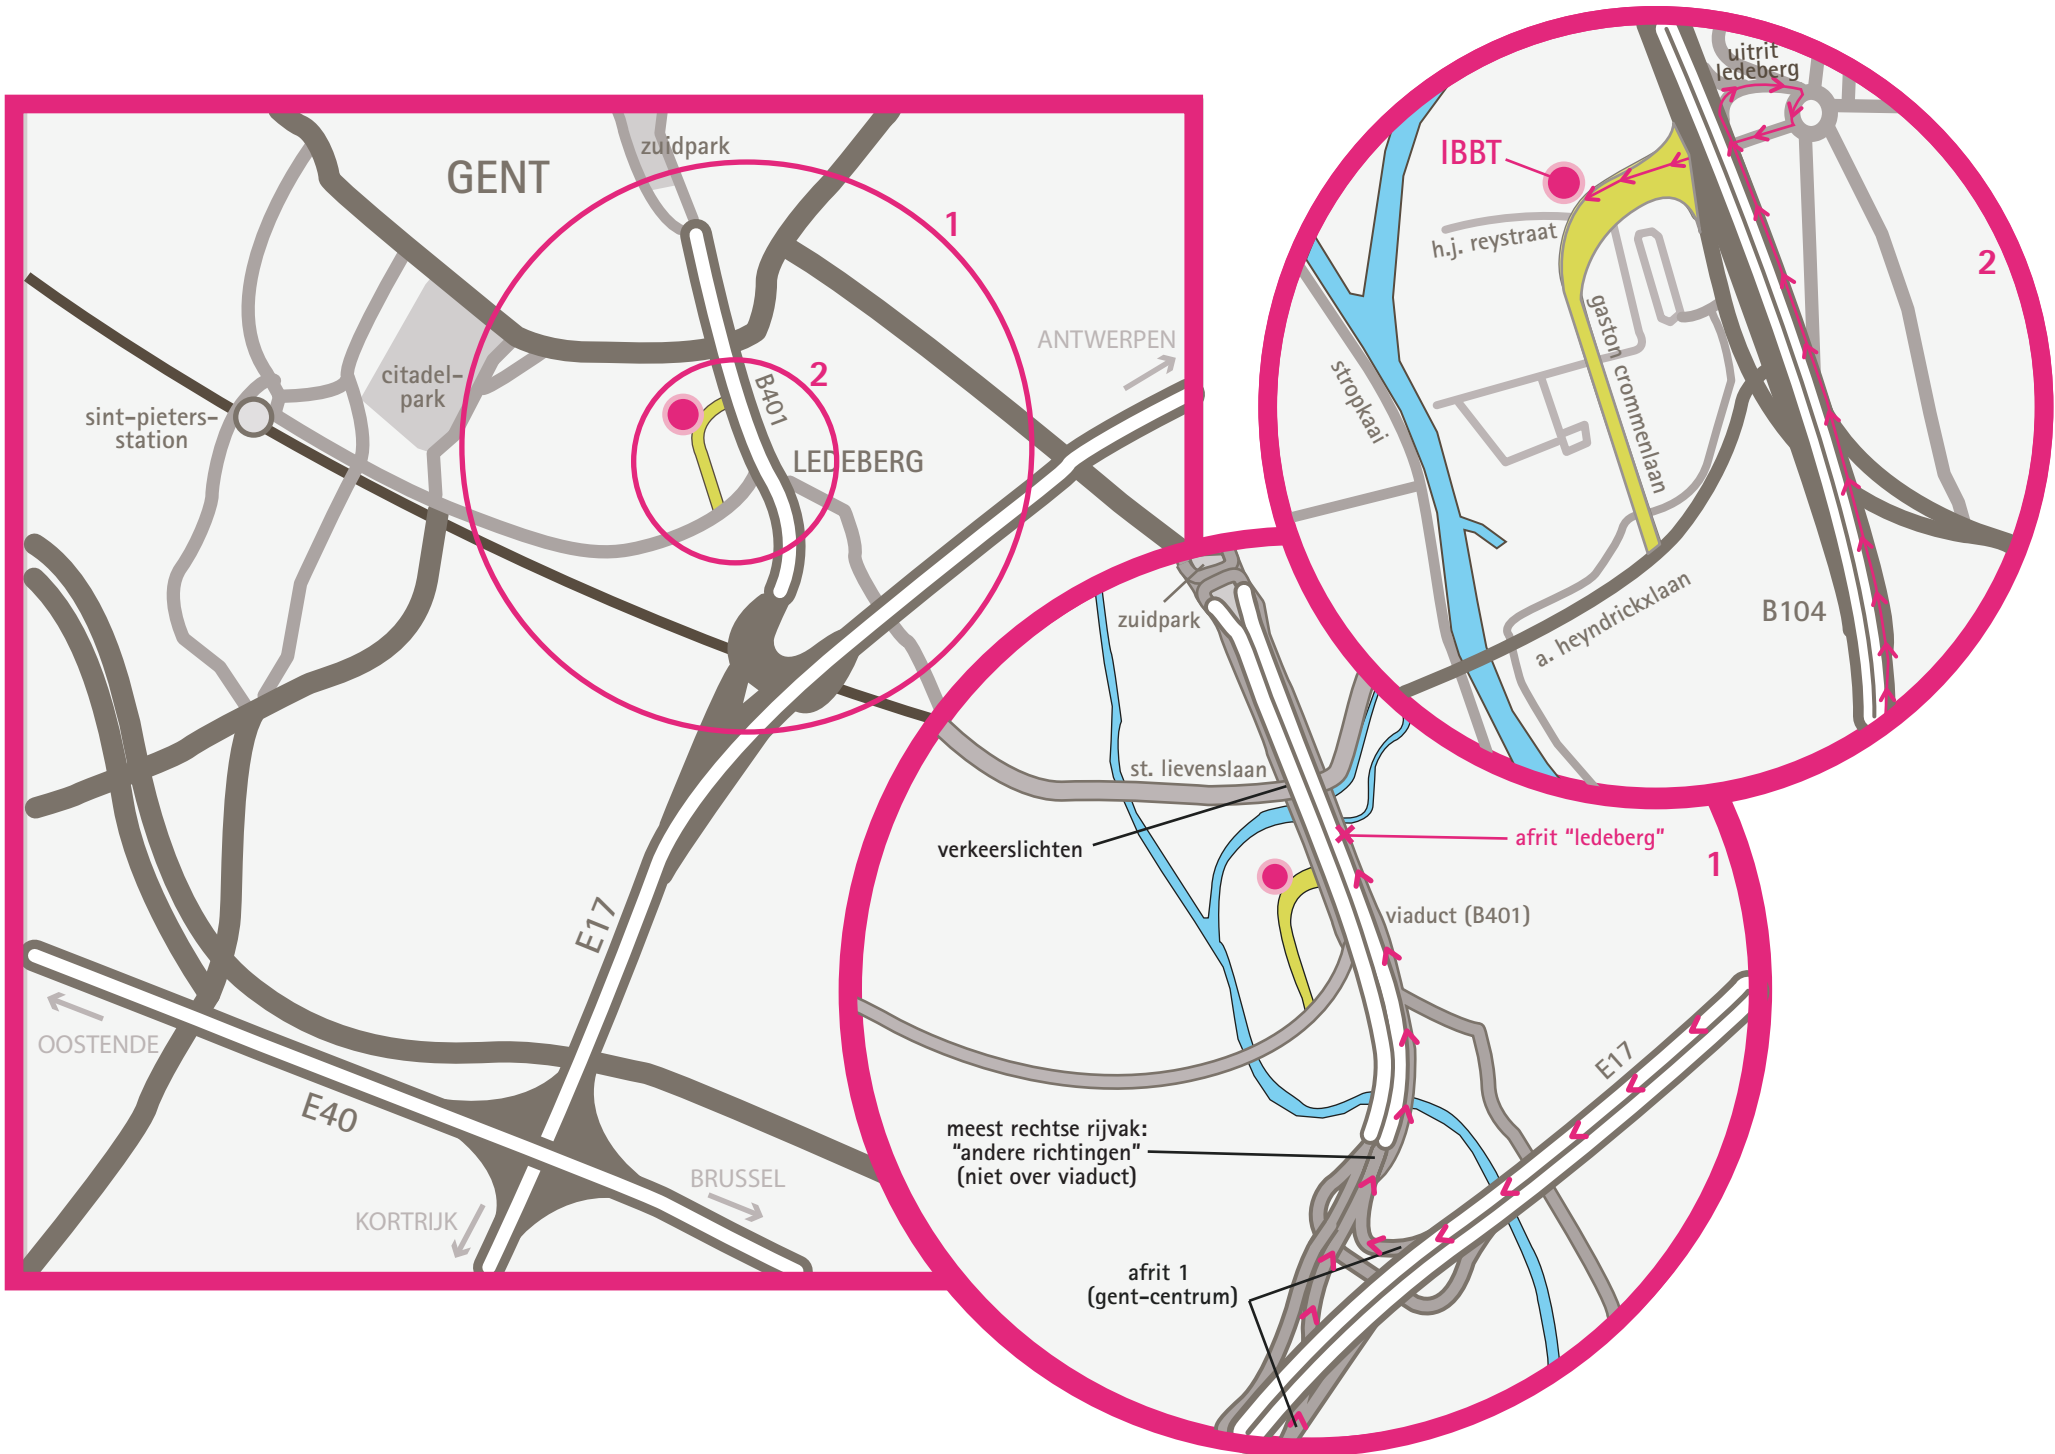 GENT
zuidpark
1
ANTWERPEN
2
B401
citadel-
park
sint-pieters-
station
LEDEBERG
E17
OOSTENDE
E40
BRUSSEL
KORTRIJK
uitrit
ledeberg
IBBT
h.j. reystraat
2
gaston crommenlaan
stropkaai
a. heyndrickxlaan
B104
zuidpark
st. lievenslaan
verkeerslichten
afrit "ledeberg"
1
viaduct (B401)
E17
meest rechtse rijvak:
"andere richtingen"
(niet over viaduct)
afrit 1
(gent-centrum)